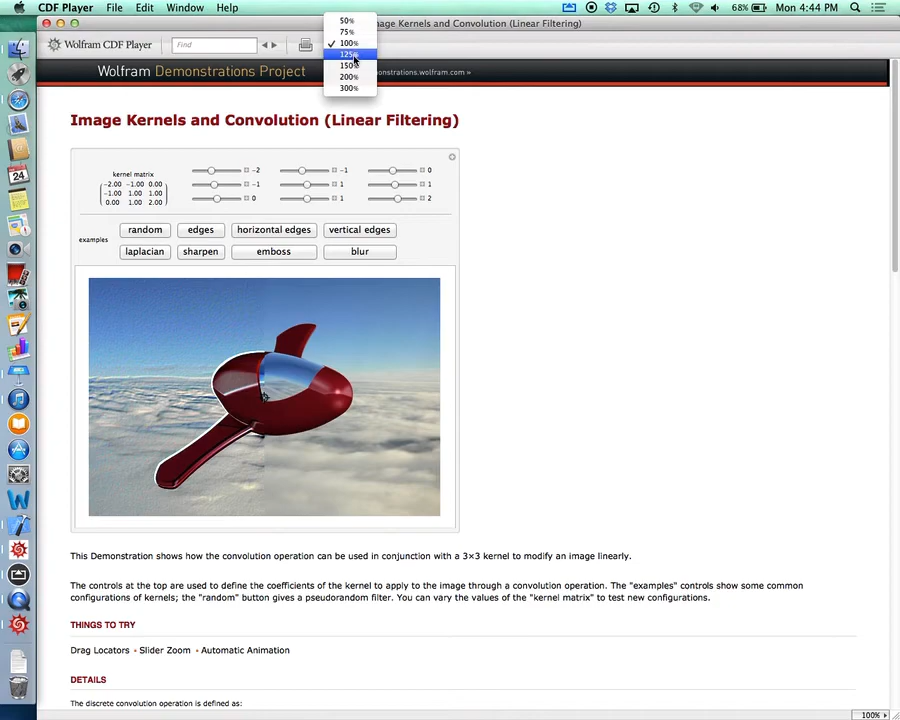 CDF Player File Edit Window Help 68% Mon 4:44 PM
Image Kernels and Convolution (Linear Filtering)
Wolfram CDF Player Find
50%
75%
100%
125%
150%
200%
300%
Wolfram Demonstrations Project onstrations.wolfram.com »
Image Kernels and Convolution (Linear Filtering)
kernel matrix
-2.00 -1.00 0.00
-1.00 1.00 1.00
0.00 1.00 2.00
-2 -1 0
-1 1 1
0 1 2
examples
random edges horizontal edges vertical edges
laplacian sharpen emboss blur
This Demonstration shows how the convolution operation can be used in conjunction with a 3×3 kernel to modify an image linearly.
The controls at the top are used to define the coefficients of the kernel to apply to the image through a convolution operation. The "examples" controls show some common
configurations of kernels; the "random" button gives a pseudorandom filter. You can vary the values of the "kernel matrix" to test new configurations.
THINGS TO TRY
Drag Locators • Slider Zoom • Automatic Animation
DETAILS
The discrete convolution operation is defined as:
100%
24